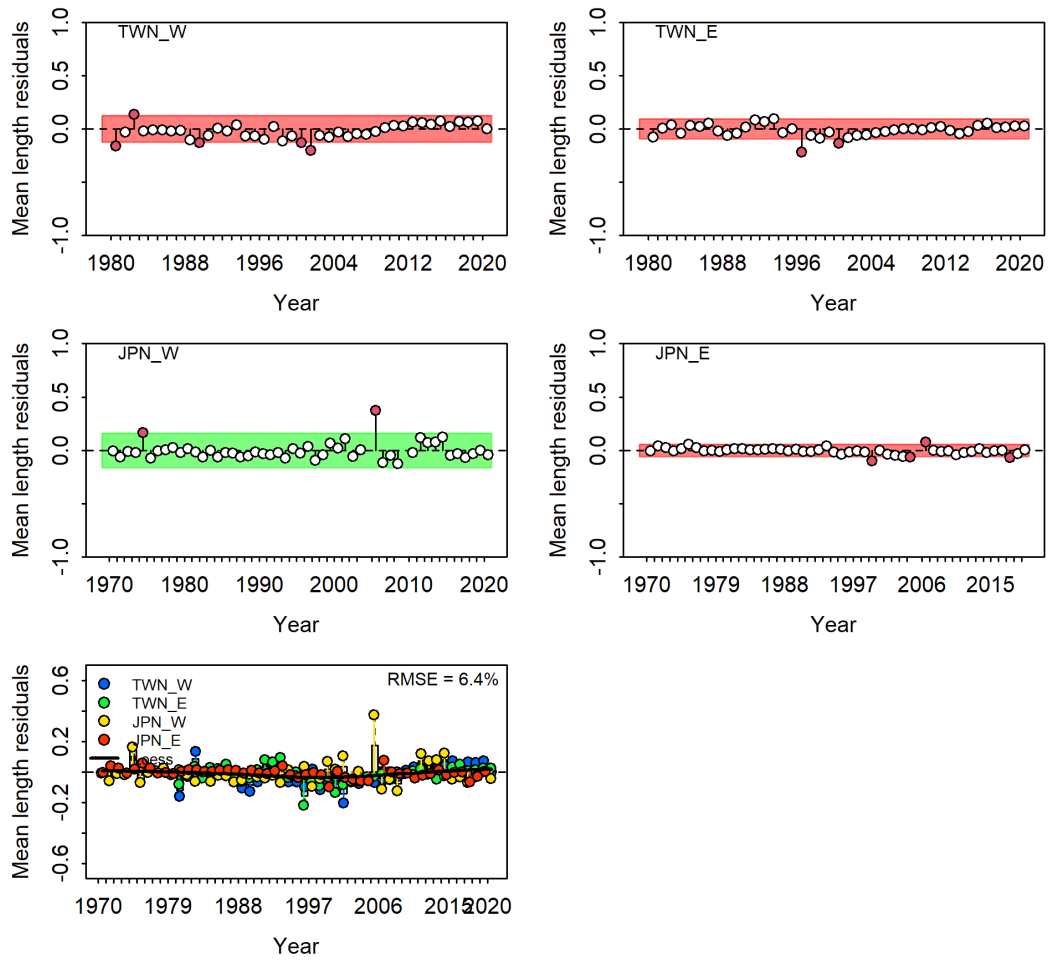 TWN_W
Mean length residuals
1.0
0.5
0.0
-1.0
1980 1988 1996 2004 2012 2020
Year
TWN_E
Mean length residuals
1.0
0.5
0.0
-1.0
1980 1988 1996 2004 2012 2020
Year
JPN_W
Mean length residuals
1.0
0.5
0.0
-1.0
1970 1980 1990 2000 2010 2020
Year
JPN_E
Mean length residuals
1.0
0.5
0.0
-1.0
1970 1979 1988 1997 2006 2015
Year
RMSE = 6.4%
TWN_W
TWN_E
JPN_W
JPN_E
Mean length residuals
0.6
0.2
-0.2
-0.6
1970 1979 1988 1997 2006 2015 2020
Year